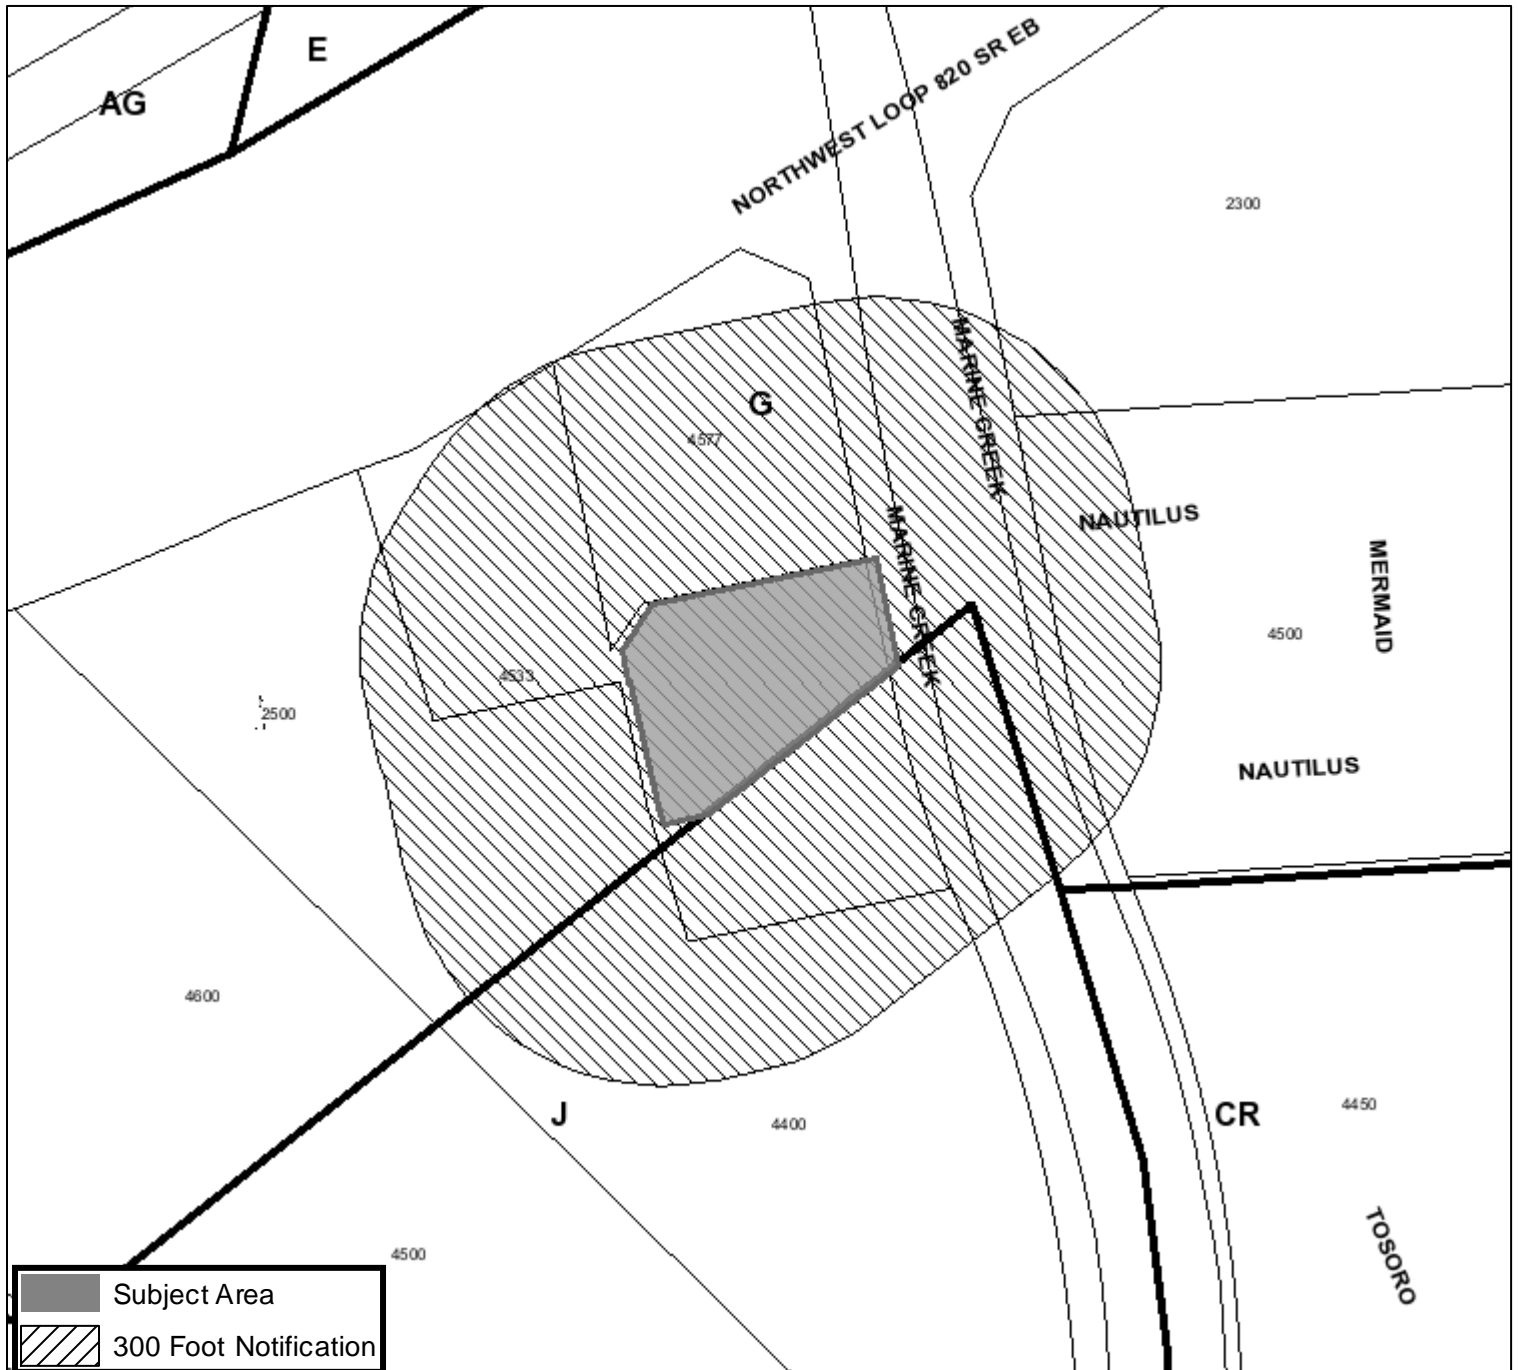 E
AG
NORTHWEST LOOP 820 SR EB
2300
MARINE CREEK
G
4577
MARINE CREEK
NAUTILUS
MERMAID
4500
4533
2500
NAUTILUS
4600
J
4400
CR
4450
TOSORO
4500
Subject Area
300 Foot Notification